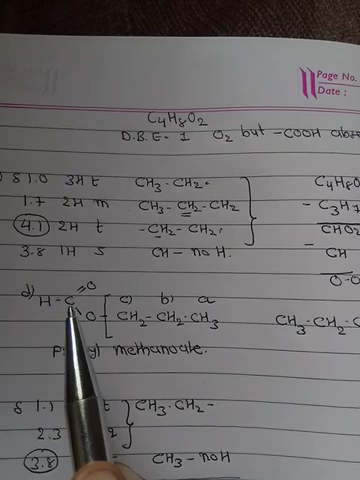 Page No.
Date :
C4H8O2
D.B.E- 1 O2 but -COOH abse
δ 1.0 3H t CH3-CH2- C4H8O
1.7 2H m CH3-CH2-CH2 - C3H7
4.1 2H t -CH2-CH2- CHO2
3.8 1H s CH - no H. - CH
d) O c) b) a
H-C O CH2-CH2-CH3 CH3-CH2-C
methanoate.
δ 1.1 t CH3-CH2-
2.3 2
3.8 CH3 - no H